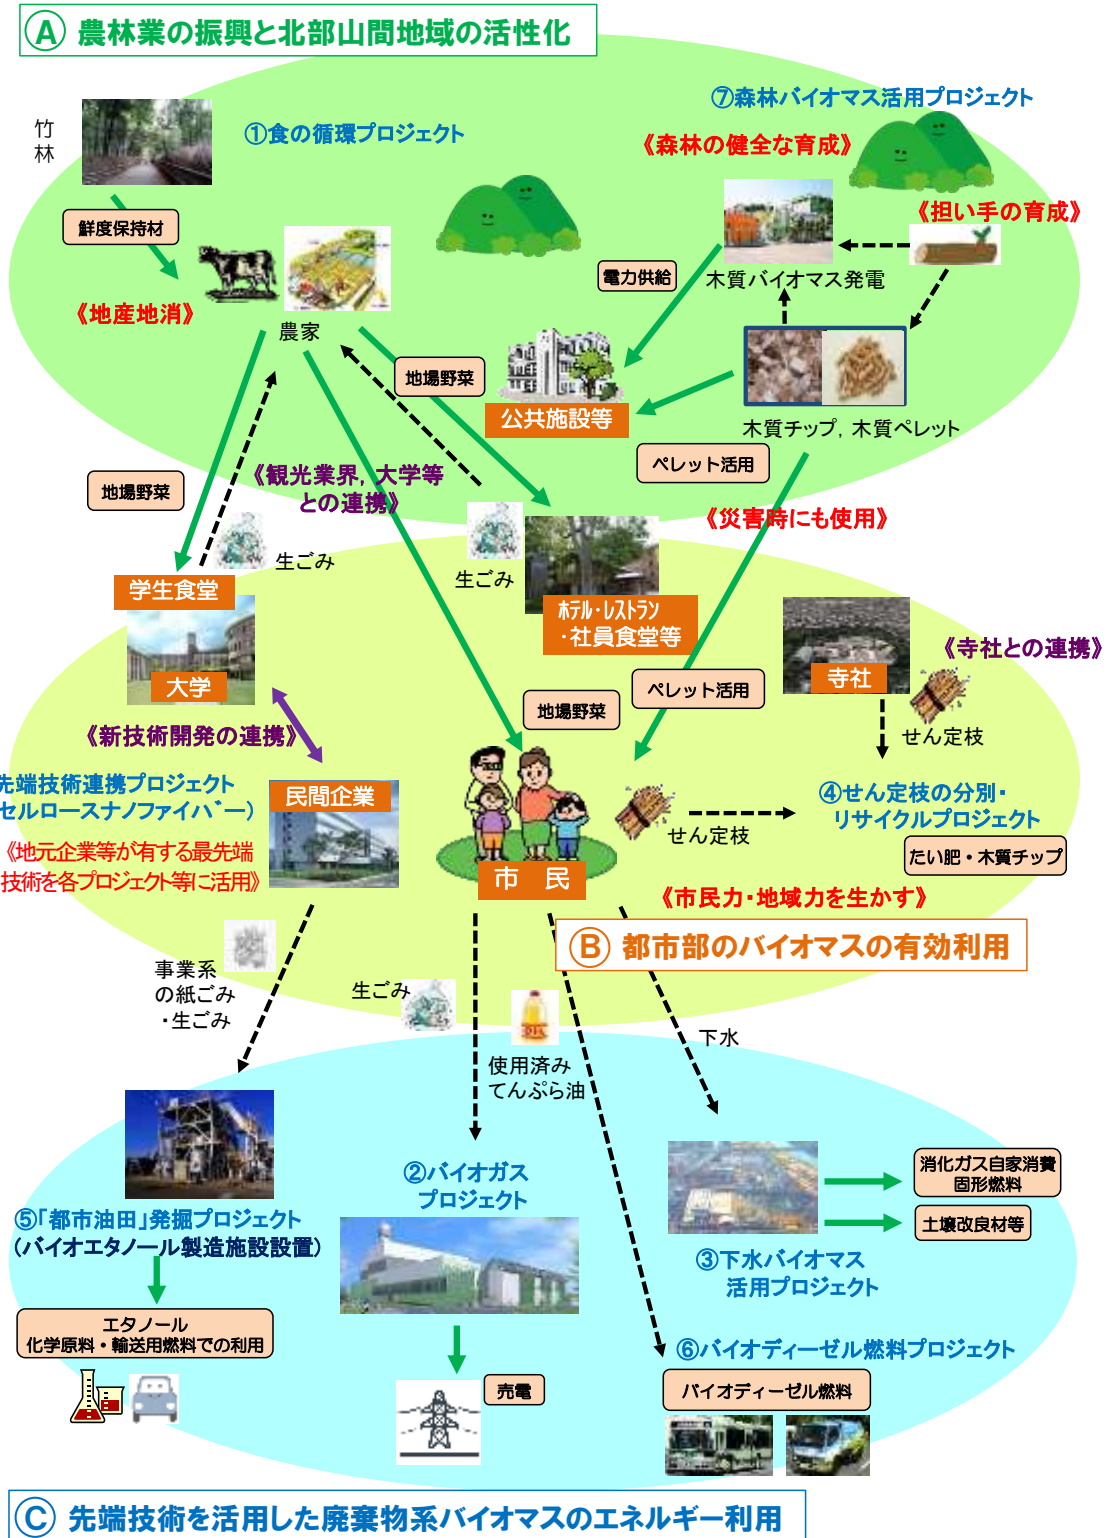 Ⓐ 農林業の振興と北部山間地域の活性化
⑦森林バイオマス活用プロジェクト
竹
林
①食の循環プロジェクト
《森林の健全な育成》
《担い手の育成》
鮮度保持材
電力供給
木質バイオマス発電
《地産地消》
農家
地場野菜
公共施設等
木質チップ，木質ペレット
ペレット活用
《観光業界，大学等
との連携》
地場野菜
《災害時にも使用》
生ごみ
生ごみ
学生食堂
ﾎﾃﾙ・ﾚｽﾄﾗﾝ
・社員食堂等
《寺社との連携》
寺社
大学
ペレット活用
地場野菜
せん定枝
《新技術開発の連携》
先端技術連携プロジェクト
セルロースナノファイバー）
民間企業
④せん定枝の分別・
リサイクルプロジェクト
せん定枝
たい肥・木質チップ
《地元企業等が有する最先端
技術を各プロジェクト等に活用》
市　民
《市民力・地域力を生かす》
Ⓑ 都市部のバイオマスの有効利用
事業系
の紙ごみ
・生ごみ
生ごみ
使用済み
てんぷら油
下水
②バイオガス
プロジェクト
消化ガス自家消費
固形燃料
土壌改良材等
⑤「都市油田」発掘プロジェクト
（バイオエタノール製造施設設置）
③下水バイオマス
活用プロジェクト
エタノール
化学原料・輸送用燃料での利用
⑥バイオディーゼル燃料プロジェクト
売電
バイオディーゼル燃料
Ⓒ 先端技術を活用した廃棄物系バイオマスのエネルギー利用